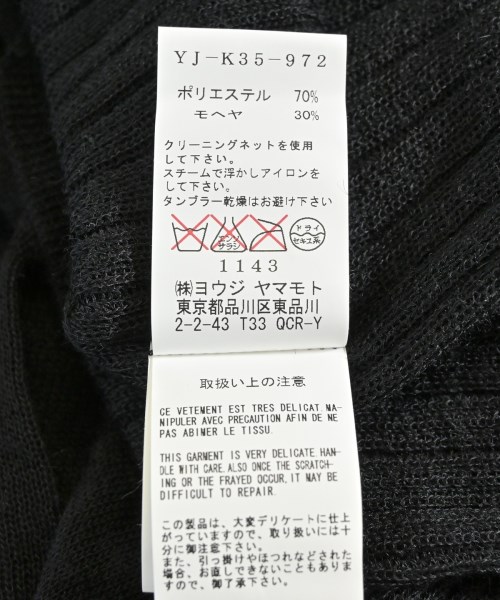 YJ-K35-972
ポリエステル 70%
モヘヤ 30%
クリーニングネットを使用
して下さい。
スチームで浮かしアイロンを
して下さい。
タンブラー乾燥はお避け下さい
エンソ サラシ ドライ セキユ系
1143
㈱ヨウジ ヤマモト
東京都品川区東品川
2-2-43 T33 QCR-Y
取扱い上の注意
CE VETEMENT EST TRES DELICAT.MA-
NIPULER AVEC PRECAUTION AFIN DE NE
PAS ABIMER LE TISSU.
THIS GARMENT IS VERY DELICATE.HAN-
DLE WITH CARE.ALSO ONCE THE SCRATCH-
ING OR THE FRAYED OCCUR,IT MAY BE
DIFFICULT TO REPAIR.
この製品は、大変デリケートに仕上
がっていますので、取り扱いには十
分に御注意下さい。
また、引っ掛けやほつれなどされた
場合、お直しできないこともありま
すので、御了承下さい。